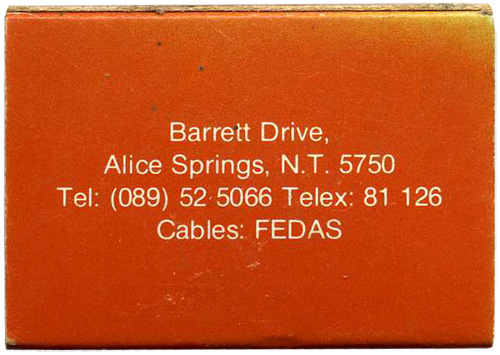 Barrett Drive,
Alice Springs, N.T. 5750
Tel: (089) 52 5066 Telex: 81 126
Cables: FEDAS